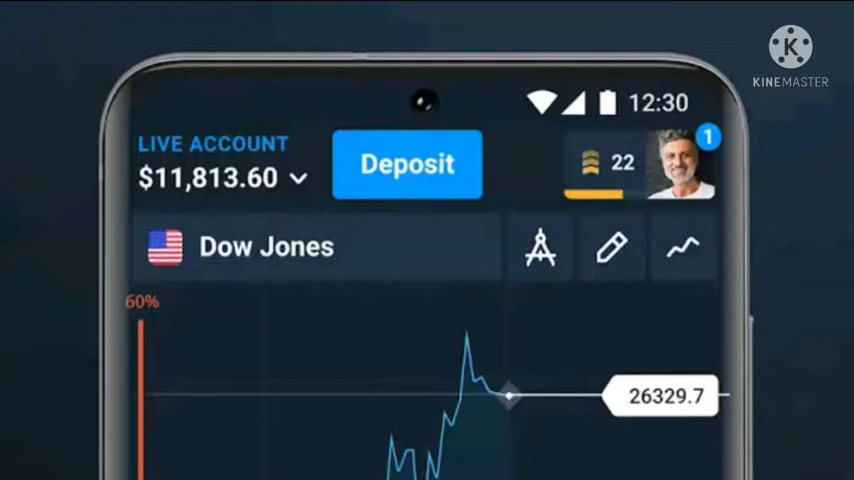 KINEMASTER
12:30
LIVE ACCOUNT
$11,813.60
Deposit
22
1
Dow Jones
60%
26329.7